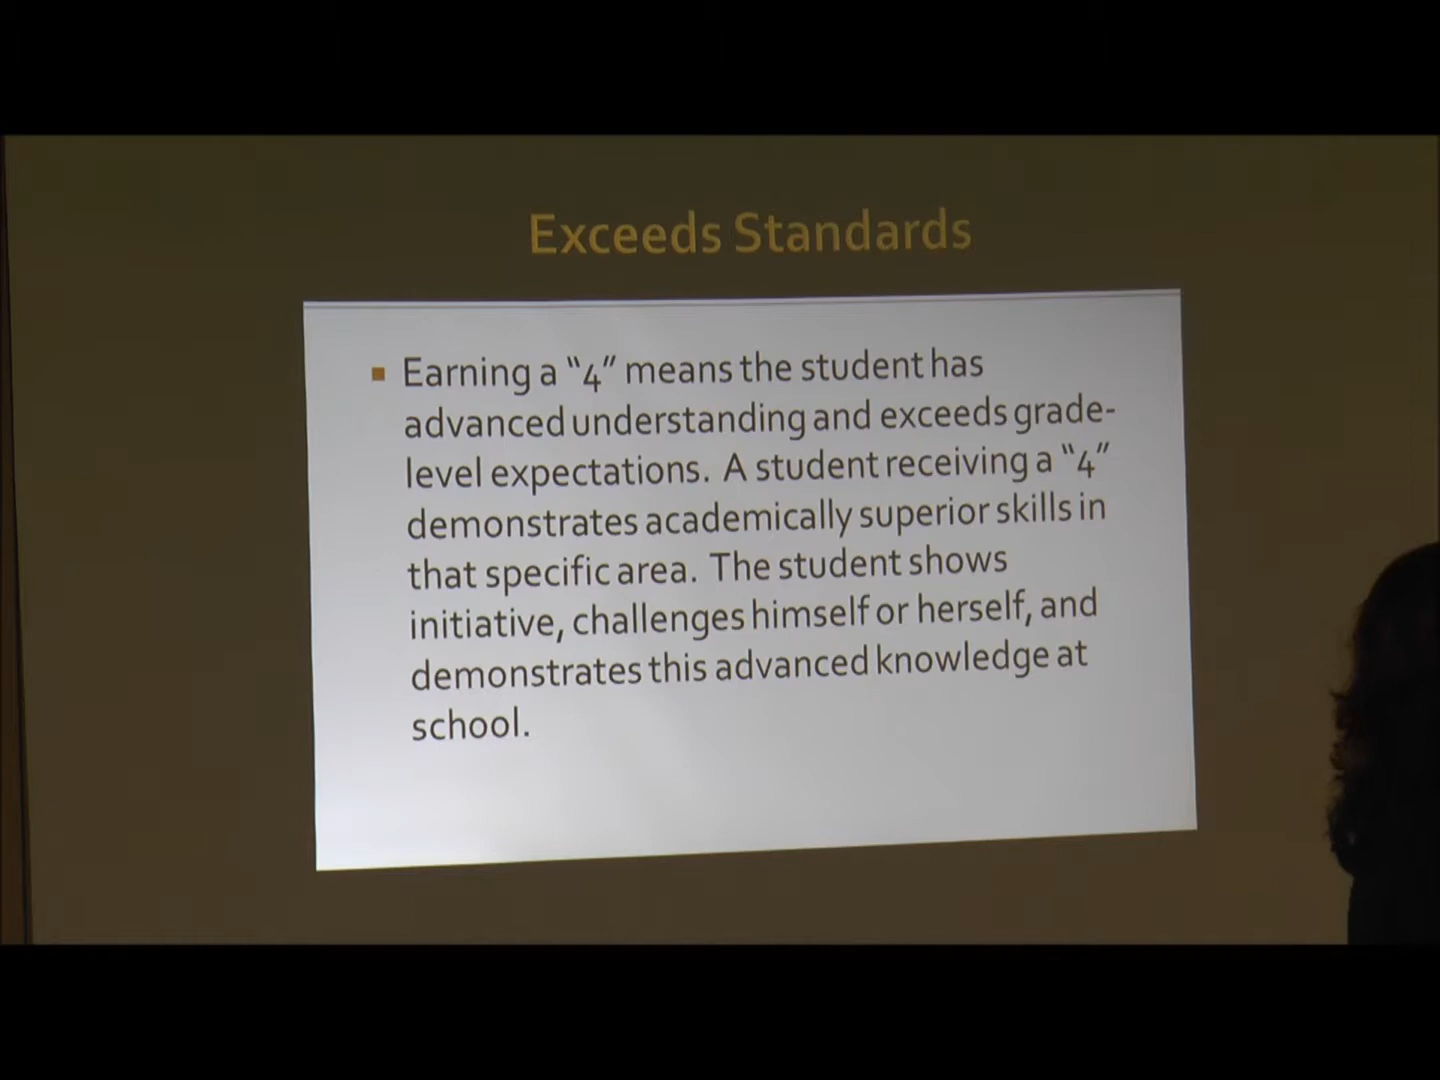 Exceeds Standards
▪ Earning a “4” means the student has
advanced understanding and exceeds grade-
level expectations. A student receiving a “4”
demonstrates academically superior skills in
that specific area. The student shows
initiative, challenges himself or herself, and
demonstrates this advanced knowledge at
school.